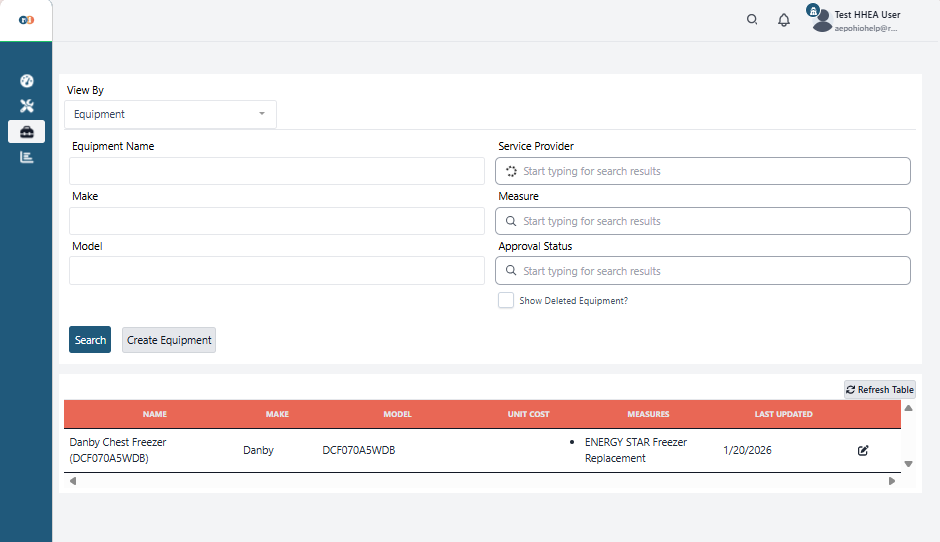 rt
Test HHEA User
aepohiohelp@r...
View By
Equipment
Equipment Name
Service Provider
Start typing for search results
Make
Measure
Start typing for search results
Model
Approval Status
Start typing for search results
Show Deleted Equipment?
Search
Create Equipment
Refresh Table
NAME
MAKE
MODEL
UNIT COST
MEASURES
LAST UPDATED
Danby Chest Freezer
(DCF070A5WDB)
Danby
DCF070A5WDB
• ENERGY STAR Freezer
Replacement
1/20/2026